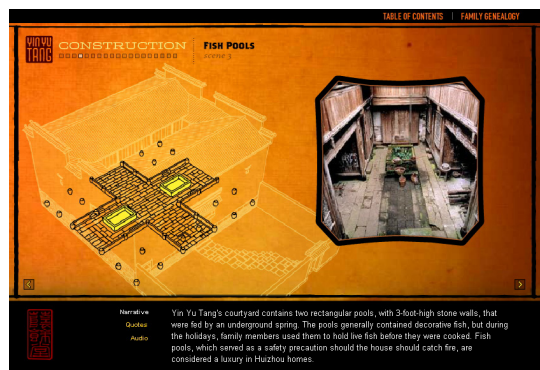 TABLE OF CONTENTS | FAMILY GENEALOGY
YIN YU
TANG
CONSTRUCTION
FISH POOLS
Narrative
Quotes
Audio
Yin Yu Tang's courtyard contains two rectangular pools, with 3-foot-high stone walls, that
were fed by an underground spring. The pools generally contained decorative fish, but during
the holidays, family members used them to hold live fish before they were cooked. Fish
pools, which served as a safety precaution should the house should catch fire, are
considered a luxury in Huizhou homes.